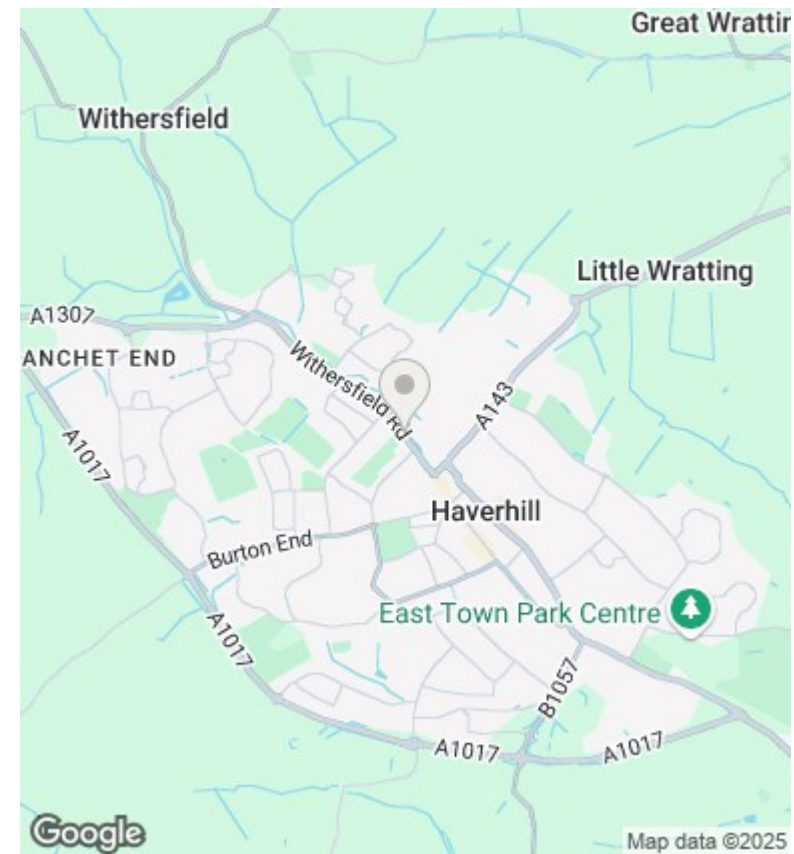 Great Wrattin
Withersfield
Little Wratting
A1307
ANCHET END
Withersfield Rd
A143
A1017
Haverhill
Burton End
East Town Park Centre
A1017
B1057
A1017
A1017
Google
Map data ©2025